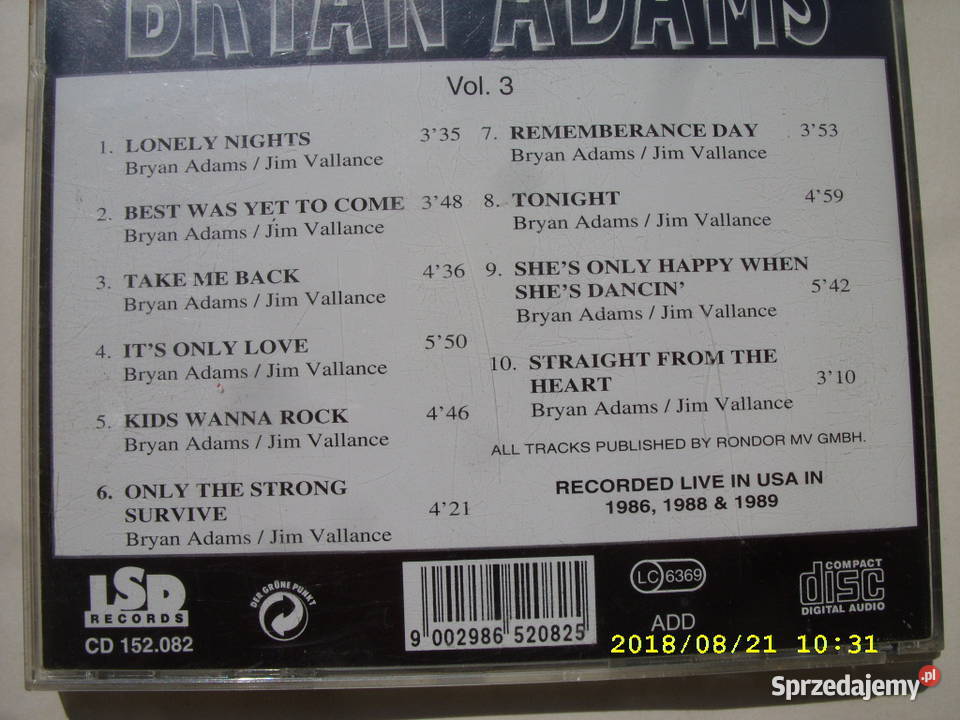 BRYAN ADAMS
Vol. 3
1. LONELY NIGHTS 3'35
Bryan Adams / Jim Vallance
2. BEST WAS YET TO COME 3'48
Bryan Adams / Jim Vallance
3. TAKE ME BACK 4'36
Bryan Adams / Jim Vallance
4. IT'S ONLY LOVE 5'50
Bryan Adams / Jim Vallance
5. KIDS WANNA ROCK 4'46
Bryan Adams / Jim Vallance
6. ONLY THE STRONG
SURVIVE 4'21
Bryan Adams / Jim Vallance
7. REMEMBERANCE DAY 3'53
Bryan Adams / Jim Vallance
8. TONIGHT 4'59
Bryan Adams / Jim Vallance
9. SHE'S ONLY HAPPY WHEN
SHE'S DANCIN' 5'42
Bryan Adams / Jim Vallance
10. STRAIGHT FROM THE
HEART 3'10
Bryan Adams / Jim Vallance
ALL TRACKS PUBLISHED BY RONDOR MV GMBH.
RECORDED LIVE IN USA IN
1986, 1988 & 1989
LSD
RECORDS
CD 152.082
DER GRÜNE PUNKT
9 002986 520825
LC 6369
ADD
COMPACT
disc
DIGITAL AUDIO
2018/08/21 10:31
Sprzedajemy.pl